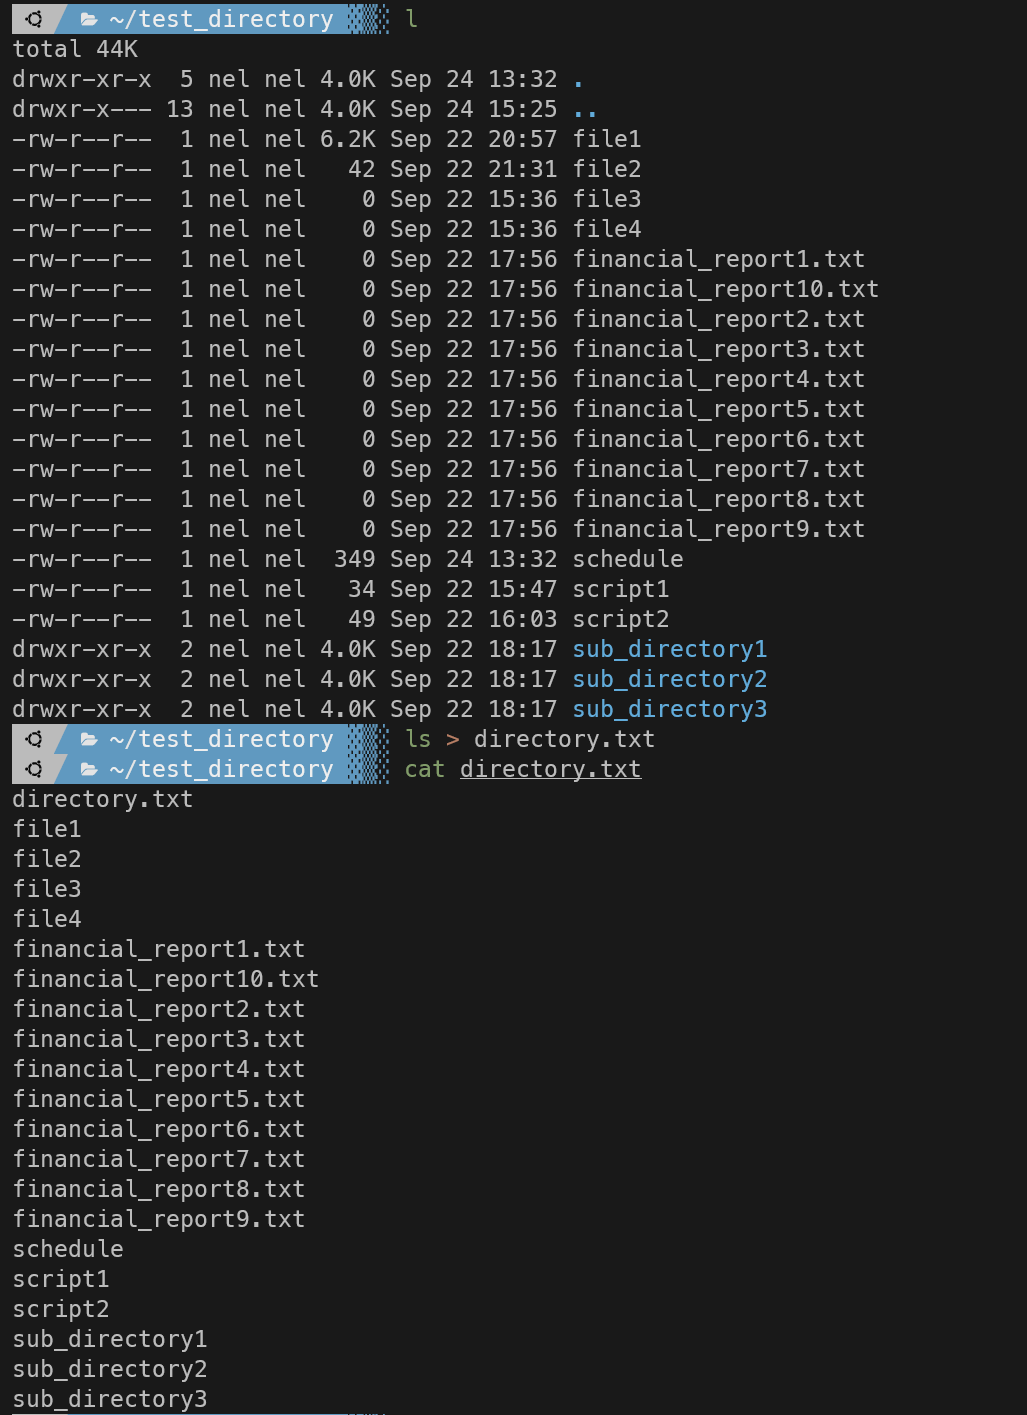 ~/test_directory l
total 44K
drwxr-xr-x  5 nel nel 4.0K Sep 24 13:32 .
drwxr-x--- 13 nel nel 4.0K Sep 24 15:25 ..
-rw-r--r--  1 nel nel 6.2K Sep 22 20:57 file1
-rw-r--r--  1 nel nel   42 Sep 22 21:31 file2
-rw-r--r--  1 nel nel    0 Sep 22 15:36 file3
-rw-r--r--  1 nel nel    0 Sep 22 15:36 file4
-rw-r--r--  1 nel nel    0 Sep 22 17:56 financial_report1.txt
-rw-r--r--  1 nel nel    0 Sep 22 17:56 financial_report10.txt
-rw-r--r--  1 nel nel    0 Sep 22 17:56 financial_report2.txt
-rw-r--r--  1 nel nel    0 Sep 22 17:56 financial_report3.txt
-rw-r--r--  1 nel nel    0 Sep 22 17:56 financial_report4.txt
-rw-r--r--  1 nel nel    0 Sep 22 17:56 financial_report5.txt
-rw-r--r--  1 nel nel    0 Sep 22 17:56 financial_report6.txt
-rw-r--r--  1 nel nel    0 Sep 22 17:56 financial_report7.txt
-rw-r--r--  1 nel nel    0 Sep 22 17:56 financial_report8.txt
-rw-r--r--  1 nel nel    0 Sep 22 17:56 financial_report9.txt
-rw-r--r--  1 nel nel  349 Sep 24 13:32 schedule
-rw-r--r--  1 nel nel   34 Sep 22 15:47 script1
-rw-r--r--  1 nel nel   49 Sep 22 16:03 script2
drwxr-xr-x  2 nel nel 4.0K Sep 22 18:17 sub_directory1
drwxr-xr-x  2 nel nel 4.0K Sep 22 18:17 sub_directory2
drwxr-xr-x  2 nel nel 4.0K Sep 22 18:17 sub_directory3
~/test_directory ls > directory.txt
~/test_directory cat directory.txt
directory.txt
file1
file2
file3
file4
financial_report1.txt
financial_report10.txt
financial_report2.txt
financial_report3.txt
financial_report4.txt
financial_report5.txt
financial_report6.txt
financial_report7.txt
financial_report8.txt
financial_report9.txt
schedule
script1
script2
sub_directory1
sub_directory2
sub_directory3